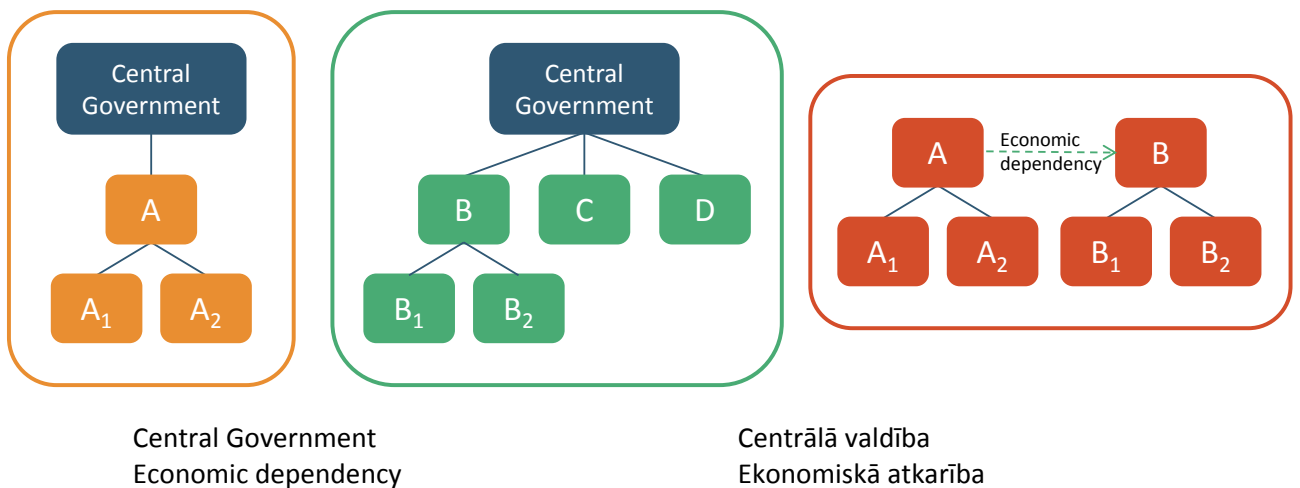 Central
Government
A
A₁ A₂
Central
Government
B C D
B₁ B₂
A Economic dependency B
A₁ A₂ B₁ B₂
Central Government Centrālā valdība
Economic dependency Ekonomiskā atkarība